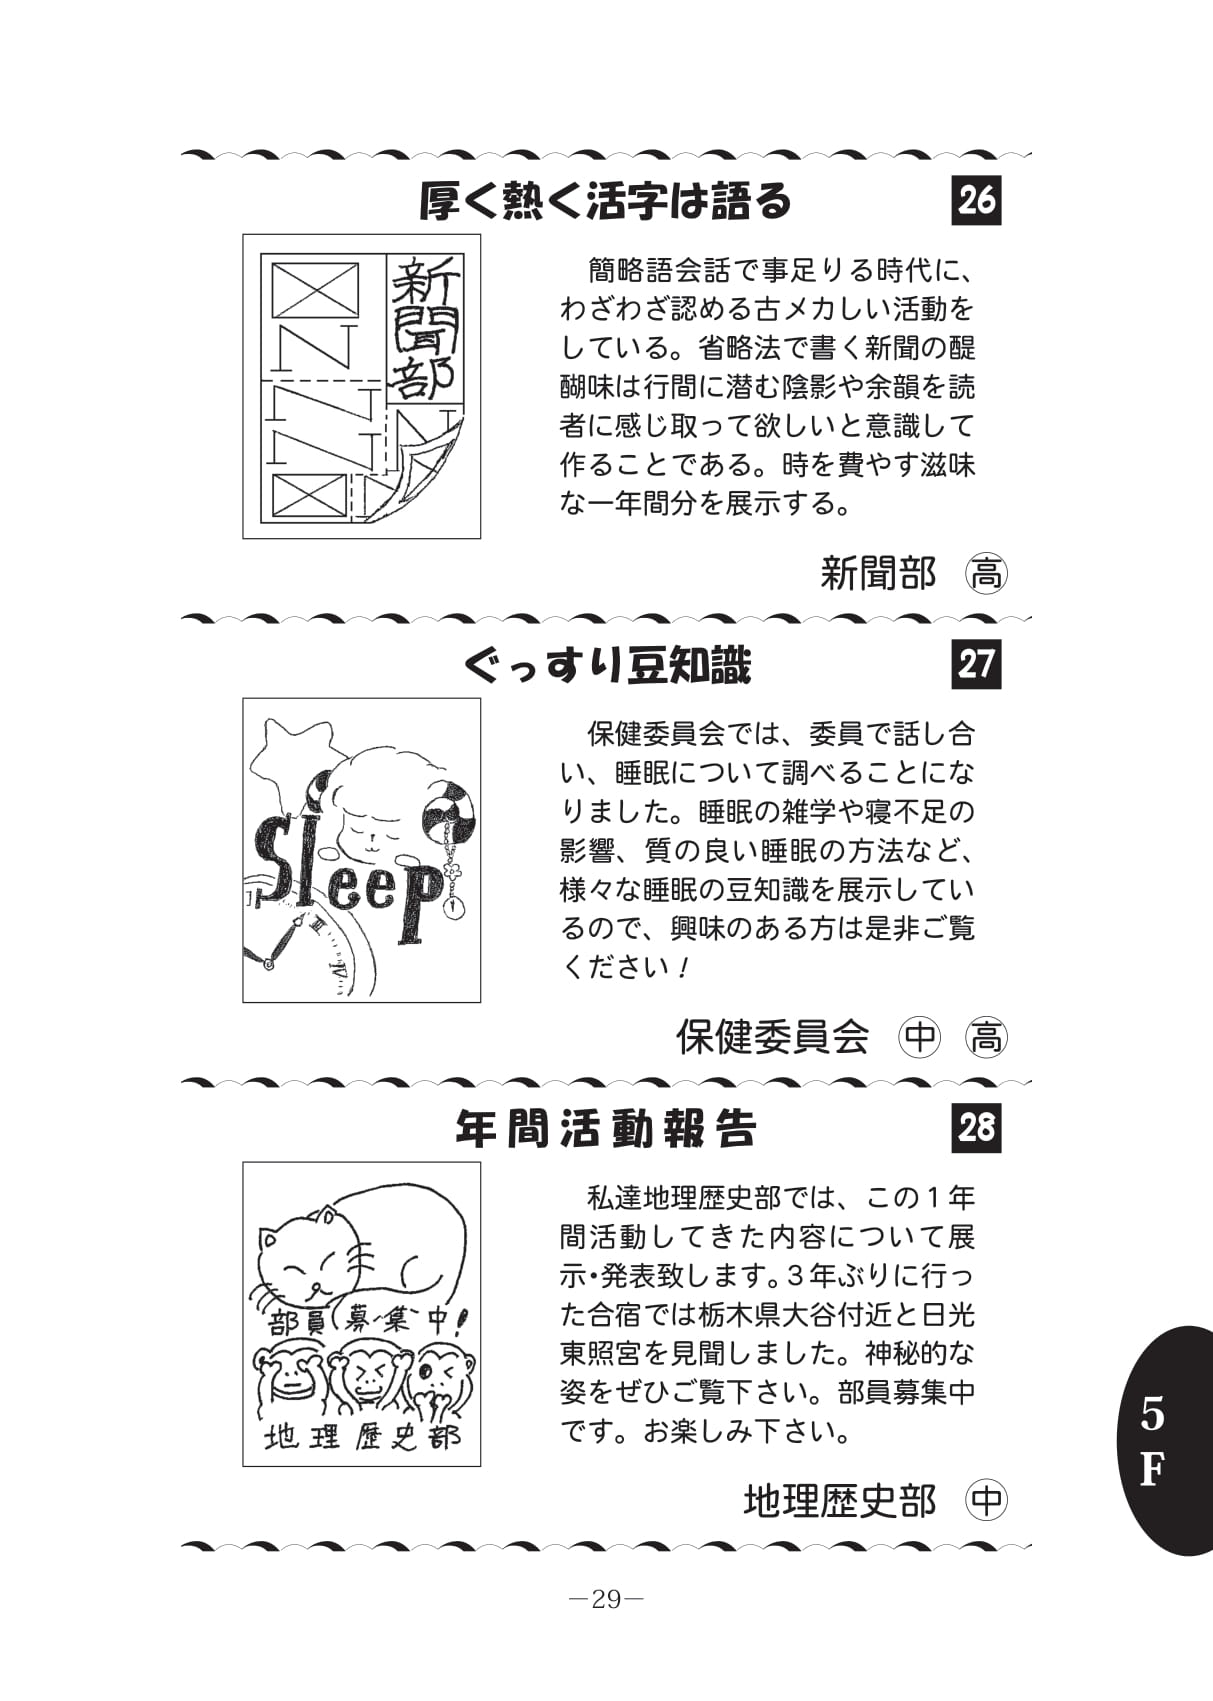 厚く熱く活字は語る
26
新聞部
簡略語会話で事足りる時代に、
わざわざ認める古メカしい活動を
している。省略法で書く新聞の醍
醐味は行間に潜む陰影や余韻を読
者に感じ取って欲しいと意識して
作ることである。時を費やす滋味
な一年間分を展示する。
新聞部 高
ぐっすり豆知識
27
Sleep
III
IV
保健委員会では、委員で話し合
い、睡眠について調べることにな
りました。睡眠の雑学や寝不足の
影響、質の良い睡眠の方法など、
様々な睡眠の豆知識を展示してい
るので、興味のある方は是非ご覧
ください！
保健委員会 中 高
年間活動報告
28
部員募集中！
地理歴史部
私達地理歴史部では、この１年
間活動してきた内容について展
示・発表致します。３年ぶりに行っ
た合宿では栃木県大谷付近と日光
東照宮を見聞しました。神秘的な
姿をぜひご覧下さい。部員募集中
です。お楽しみ下さい。
地理歴史部 中
5
F
—29—